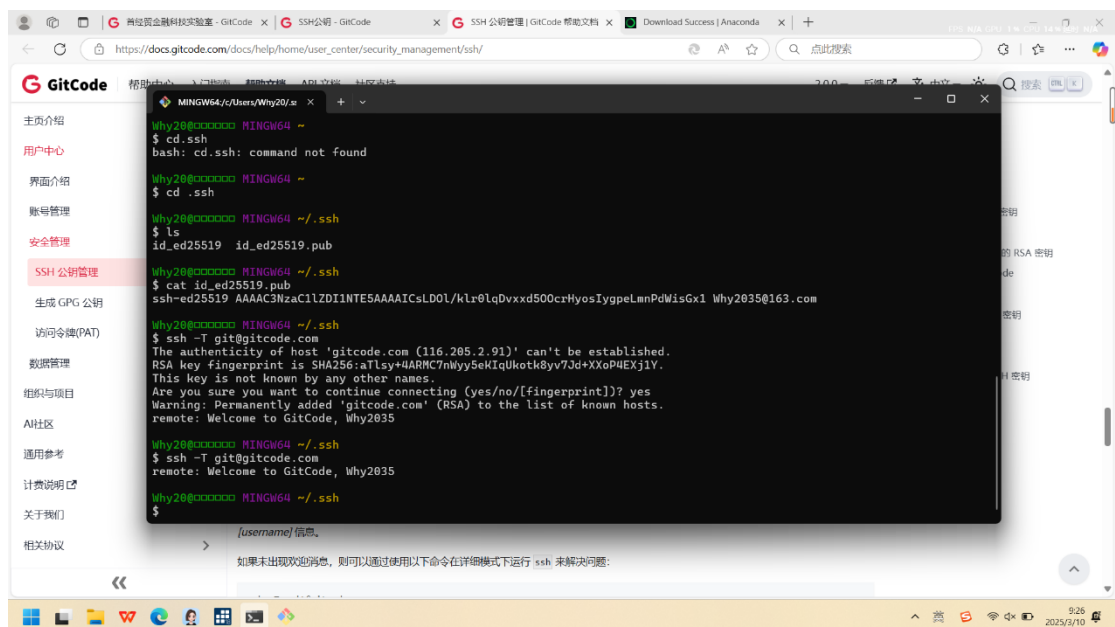 首经贸金融科技实验室 - GitCode
SSH公钥 - GitCode
SSH 公钥管理 | GitCode 帮助文档
Download Success | Anaconda
https://docs.gitcode.com/docs/help/home/user_center/security_management/ssh/
点此搜索
GitCode
搜索
主页介绍
用户中心
界面介绍
账号管理
安全管理
SSH 公钥管理
生成 GPG 公钥
访问令牌(PAT)
数据管理
组织与项目
AI社区
通用参考
计费说明
关于我们
相关协议
MINGW64:/c/Users/Why20/.s
Why20@□□□□□□ MINGW64 ~
$ cd.ssh
bash: cd.ssh: command not found
Why20@□□□□□□ MINGW64 ~
$ cd .ssh
Why20@□□□□□□ MINGW64 ~/.ssh
$ ls
id_ed25519 id_ed25519.pub
Why20@□□□□□□ MINGW64 ~/.ssh
$ cat id_ed25519.pub
ssh-ed25519 AAAAC3NzaC1lZDI1NTE5AAAAICsLDOl/klr0lqDvxxd5OOcrHyosIygpeLmnPdWisGx1 Why2035@163.com
Why20@□□□□□□ MINGW64 ~/.ssh
$ ssh -T git@gitcode.com
The authenticity of host 'gitcode.com (116.205.2.91)' can't be established.
RSA key fingerprint is SHA256:aTlsy+4ARMC7nWyy5eKIqUkotk8yv7Jd+XXoP4EXj1Y.
This key is not known by any other names.
Are you sure you want to continue connecting (yes/no/[fingerprint])? yes
Warning: Permanently added 'gitcode.com' (RSA) to the list of known hosts.
remote: Welcome to GitCode, Why2035
Why20@□□□□□□ MINGW64 ~/.ssh
$ ssh -T git@gitcode.com
remote: Welcome to GitCode, Why2035
Why20@□□□□□□ MINGW64 ~/.ssh
$
密钥
的 RSA 密钥
de
密钥
H 密钥
[username] 信息。
如果未出现欢迎消息，则可以通过使用以下命令在详细模式下运行 ssh 来解决问题：
英
9:26
2025/3/10